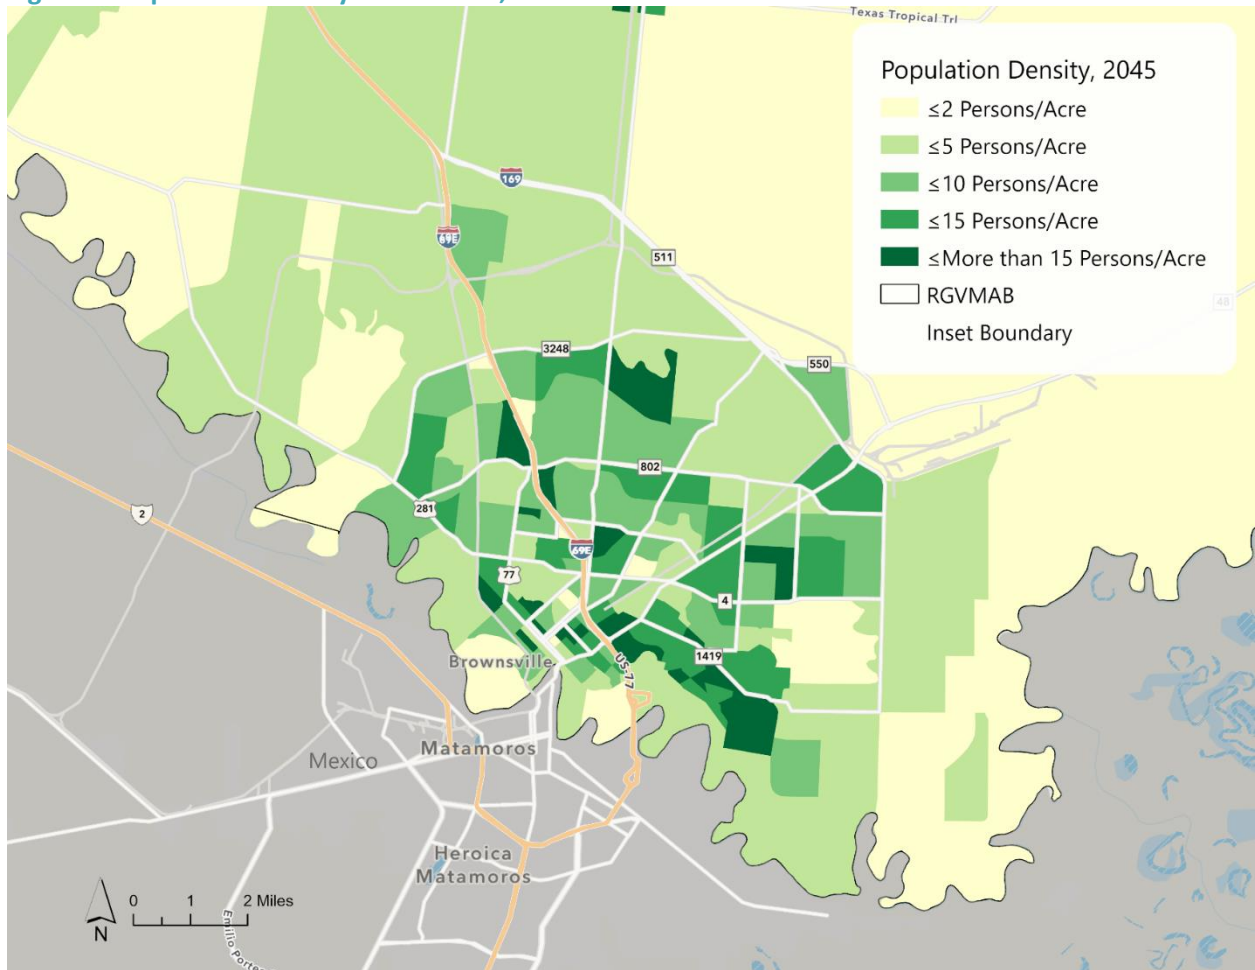 Texas Tropical Trl
Population Density, 2045
≤2 Persons/Acre
≤5 Persons/Acre
≤10 Persons/Acre
≤15 Persons/Acre
≤More than 15 Persons/Acre
RGVMAB
Inset Boundary
169
69E
511
48
3248
550
802
281
2
69E
77
4
1419
US-77
Brownsville
Matamoros
Mexico
Heroica
Matamoros
0 1 2 Miles
N
Emilio Portes